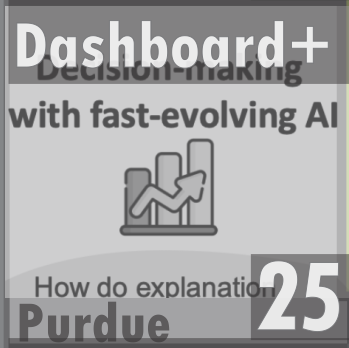 Dashboard+
Decision-making
with fast-evolving AI
How do explanation
25
Purdue